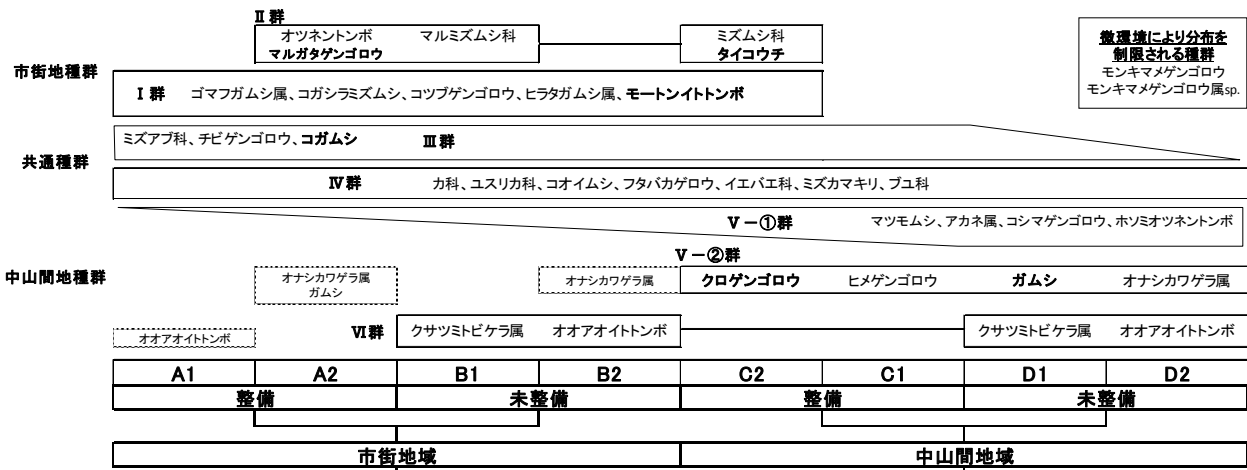 Ⅱ群
オツネントンボ マルミズムシ科 ミズムシ科
マルガタゲンゴロウ タイコウチ
微環境により分布を
制限される種群
モンキマメゲンゴロウ
モンキマメゲンゴロウ属sp.
市街地種群
Ⅰ群 ゴマフガムシ属、コガシラミズムシ、コツブゲンゴロウ、ヒラタガムシ属、モートンイトトンボ
ミズアブ科、チビゲンゴロウ、コガムシ Ⅲ群
共通種群
Ⅳ群 カ科、ユスリカ科、コオイムシ、フタバカゲロウ、イエバエ科、ミズカマキリ、ブユ科
Ⅴ－①群 マツモムシ、アカネ属、コシマゲンゴロウ、ホソミオツネントンボ
Ⅴ－②群
中山間地種群
オナシカワゲラ属
ガムシ
オナシカワゲラ属 クロゲンゴロウ ヒメゲンゴロウ ガムシ オナシカワゲラ属
オオアオイトトンボ Ⅵ群 クサツミトビケラ属 オオアオイトトンボ クサツミトビケラ属 オオアオイトトンボ
A1 A2 B1 B2 C2 C1 D1 D2
整備 未整備 整備 未整備
市街地域 中山間地域